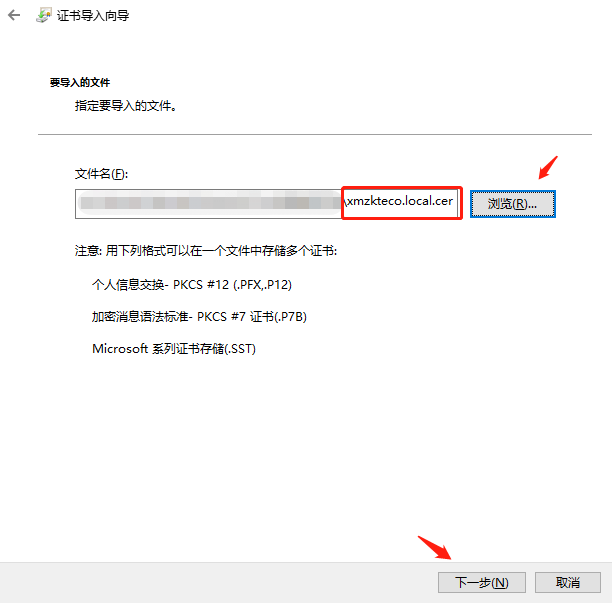 证书导入向导
要导入的文件
指定要导入的文件。
文件名(F):
\xmzkteco.local.cer
浏览(R)...
注意: 用下列格式可以在一个文件中存储多个证书:
个人信息交换- PKCS #12 (.PFX,.P12)
加密消息语法标准- PKCS #7 证书(.P7B)
Microsoft 系列证书存储(.SST)
下一步(N)
取消